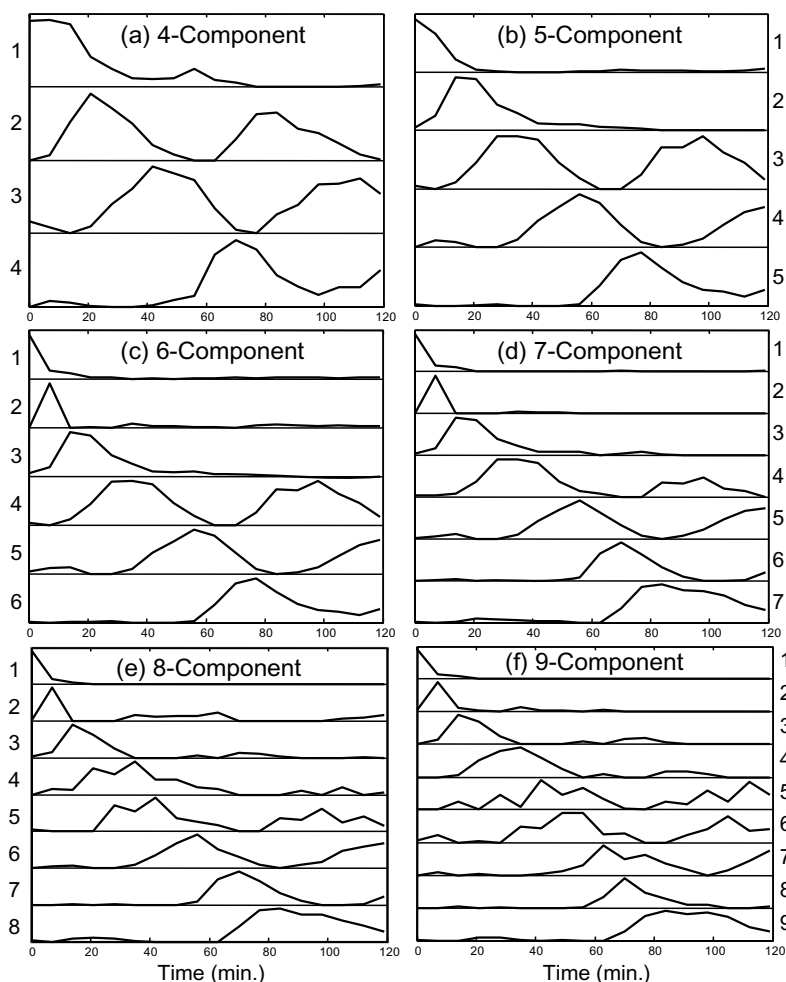 (a) 4-Component
1
2
3
4
0 20 40 60 80 100 120
(b) 5-Component
1
2
3
4
5
0 20 40 60 80 100 120
(c) 6-Component
1
2
3
4
5
6
0 20 40 60 80 100 120
(d) 7-Component
1
2
3
4
5
6
7
0 20 40 60 80 100 120
(e) 8-Component
1
2
3
4
5
6
7
8
0 20 40 60 80 100 120
Time (min.)
(f) 9-Component
1
2
3
4
5
6
7
8
9
0 20 40 60 80 100 120
Time (min.)